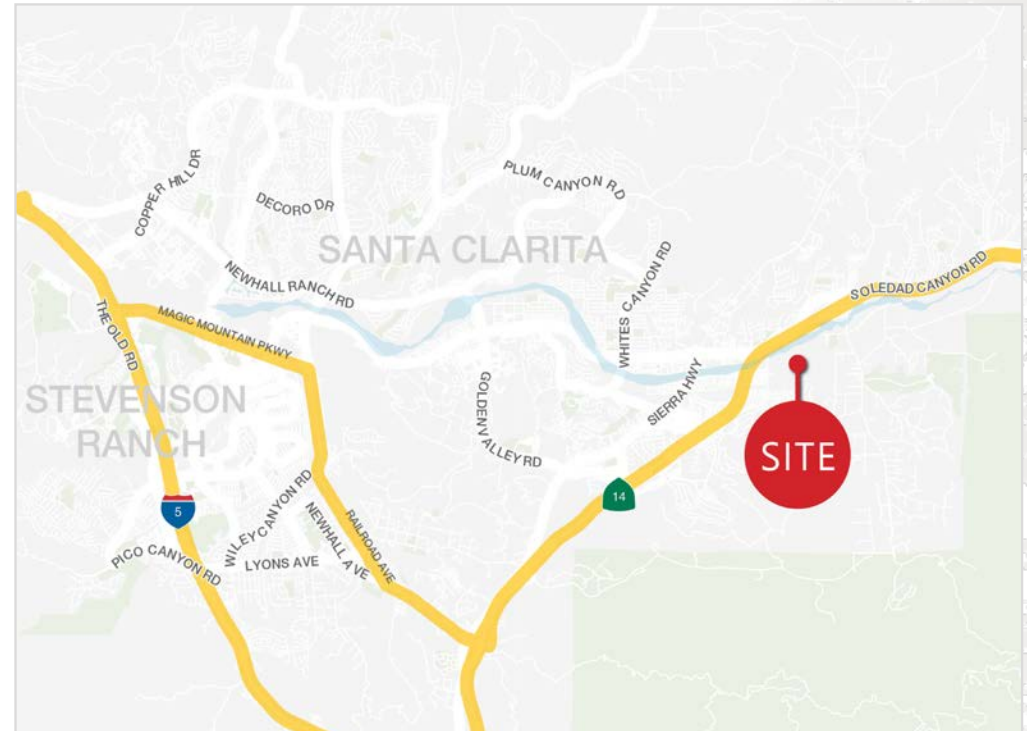 COPPER HILL DR
DECORO DR
PLUM CANYON RD
SANTA CLARITA
NEWHALL RANCH RD
WHITES CANYON RD
SOLEDAD CANYON RD
THE OLD RD
MAGIC MOUNTAIN PKWY
STEVENSON
RANCH
GOLDEN VALLEY RD
SIERRA HWY
SITE
14
5
PICO CANYON RD
WILEY CANYON RD
LYONS AVE
NEWHALL AVE
RAILROAD AVE